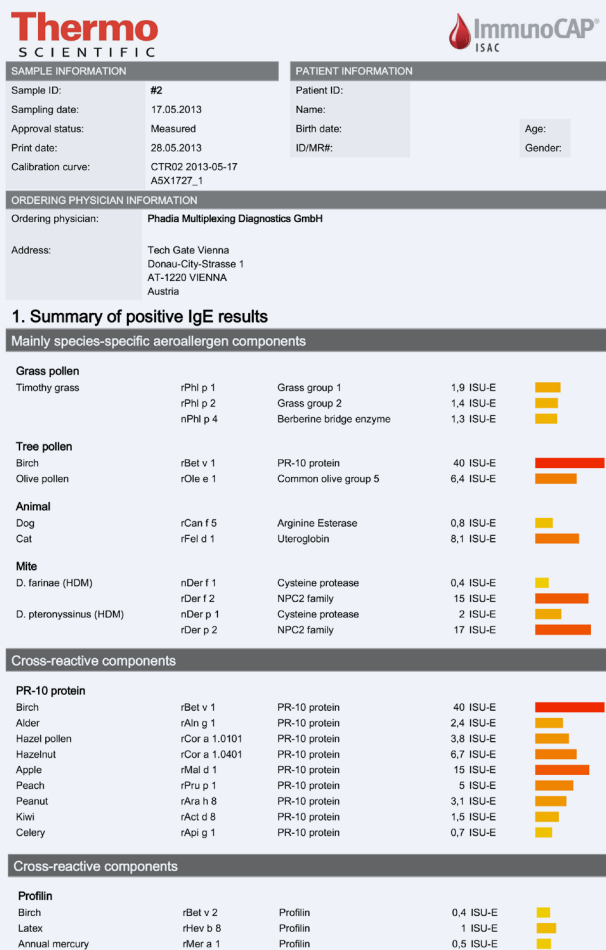 Thermo
SCIENTIFIC
ImmunoCAP®
ISAC
SAMPLE INFORMATION
PATIENT INFORMATION
Sample ID: #2 Patient ID:
Sampling date: 17.05.2013 Name:
Approval status: Measured Birth date: Age:
Print date: 28.05.2013 ID/MR#: Gender:
Calibration curve: CTR02 2013-05-17
A5X1727_1
ORDERING PHYSICIAN INFORMATION
Ordering physician: Phadia Multiplexing Diagnostics GmbH
Address: Tech Gate Vienna
Donau-City-Strasse 1
AT-1220 VIENNA
Austria
1. Summary of positive IgE results
Mainly species-specific aeroallergen components
Grass pollen
Timothy grass rPhl p 1 Grass group 1 1,9 ISU-E
rPhl p 2 Grass group 2 1,4 ISU-E
nPhl p 4 Berberine bridge enzyme 1,3 ISU-E
Tree pollen
Birch rBet v 1 PR-10 protein 40 ISU-E
Olive pollen rOle e 1 Common olive group 5 6,4 ISU-E
Animal
Dog rCan f 5 Arginine Esterase 0,8 ISU-E
Cat rFel d 1 Uteroglobin 8,1 ISU-E
Mite
D. farinae (HDM) nDer f 1 Cysteine protease 0,4 ISU-E
rDer f 2 NPC2 family 15 ISU-E
D. pteronyssinus (HDM) nDer p 1 Cysteine protease 2 ISU-E
rDer p 2 NPC2 family 17 ISU-E
Cross-reactive components
PR-10 protein
Birch rBet v 1 PR-10 protein 40 ISU-E
Alder rAln g 1 PR-10 protein 2,4 ISU-E
Hazel pollen rCor a 1.0101 PR-10 protein 3,8 ISU-E
Hazelnut rCor a 1.0401 PR-10 protein 6,7 ISU-E
Apple rMal d 1 PR-10 protein 15 ISU-E
Peach rPru p 1 PR-10 protein 5 ISU-E
Peanut rAra h 8 PR-10 protein 3,1 ISU-E
Kiwi rAct d 8 PR-10 protein 1,5 ISU-E
Celery rApi g 1 PR-10 protein 0,7 ISU-E
Cross-reactive components
Profilin
Birch rBet v 2 Profilin 0,4 ISU-E
Latex rHev b 8 Profilin 1 ISU-E
Annual mercury rMer a 1 Profilin 0,5 ISU-E